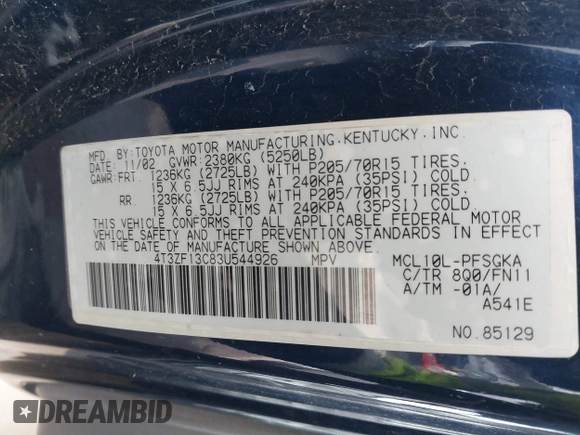 MFD. BY:TOYOTA MOTOR MANUFACTURING.KENTUCKY,INC.
DATE: 11/02 GVWR:2380KG (5250LB)
GAWR:FRT. 1236KG (2725LB) WITH P205/70R15 TIRES.
15 X 6.5JJ RIMS AT 240KPA (35PSI) COLD.
RR. 1236KG (2725LB) WITH P205/70R15 TIRES.
15 X 6.5JJ RIMS AT 240KPA (35PSI) COLD.
THIS VEHICLE CONFORMS TO ALL APPLICABLE FEDERAL MOTOR
VEHICLE SAFETY AND THEFT PREVENTION STANDARDS IN EFFECT
ON THE DATE OF MANUFACTURE SHOWN ABOVE.
4T3ZF13C83U544926 MPV
MCL10L-PFSGKA
C/TR 8Q0/FN11
A/TM -01A/
A541E
NO.85129
DREAMBID